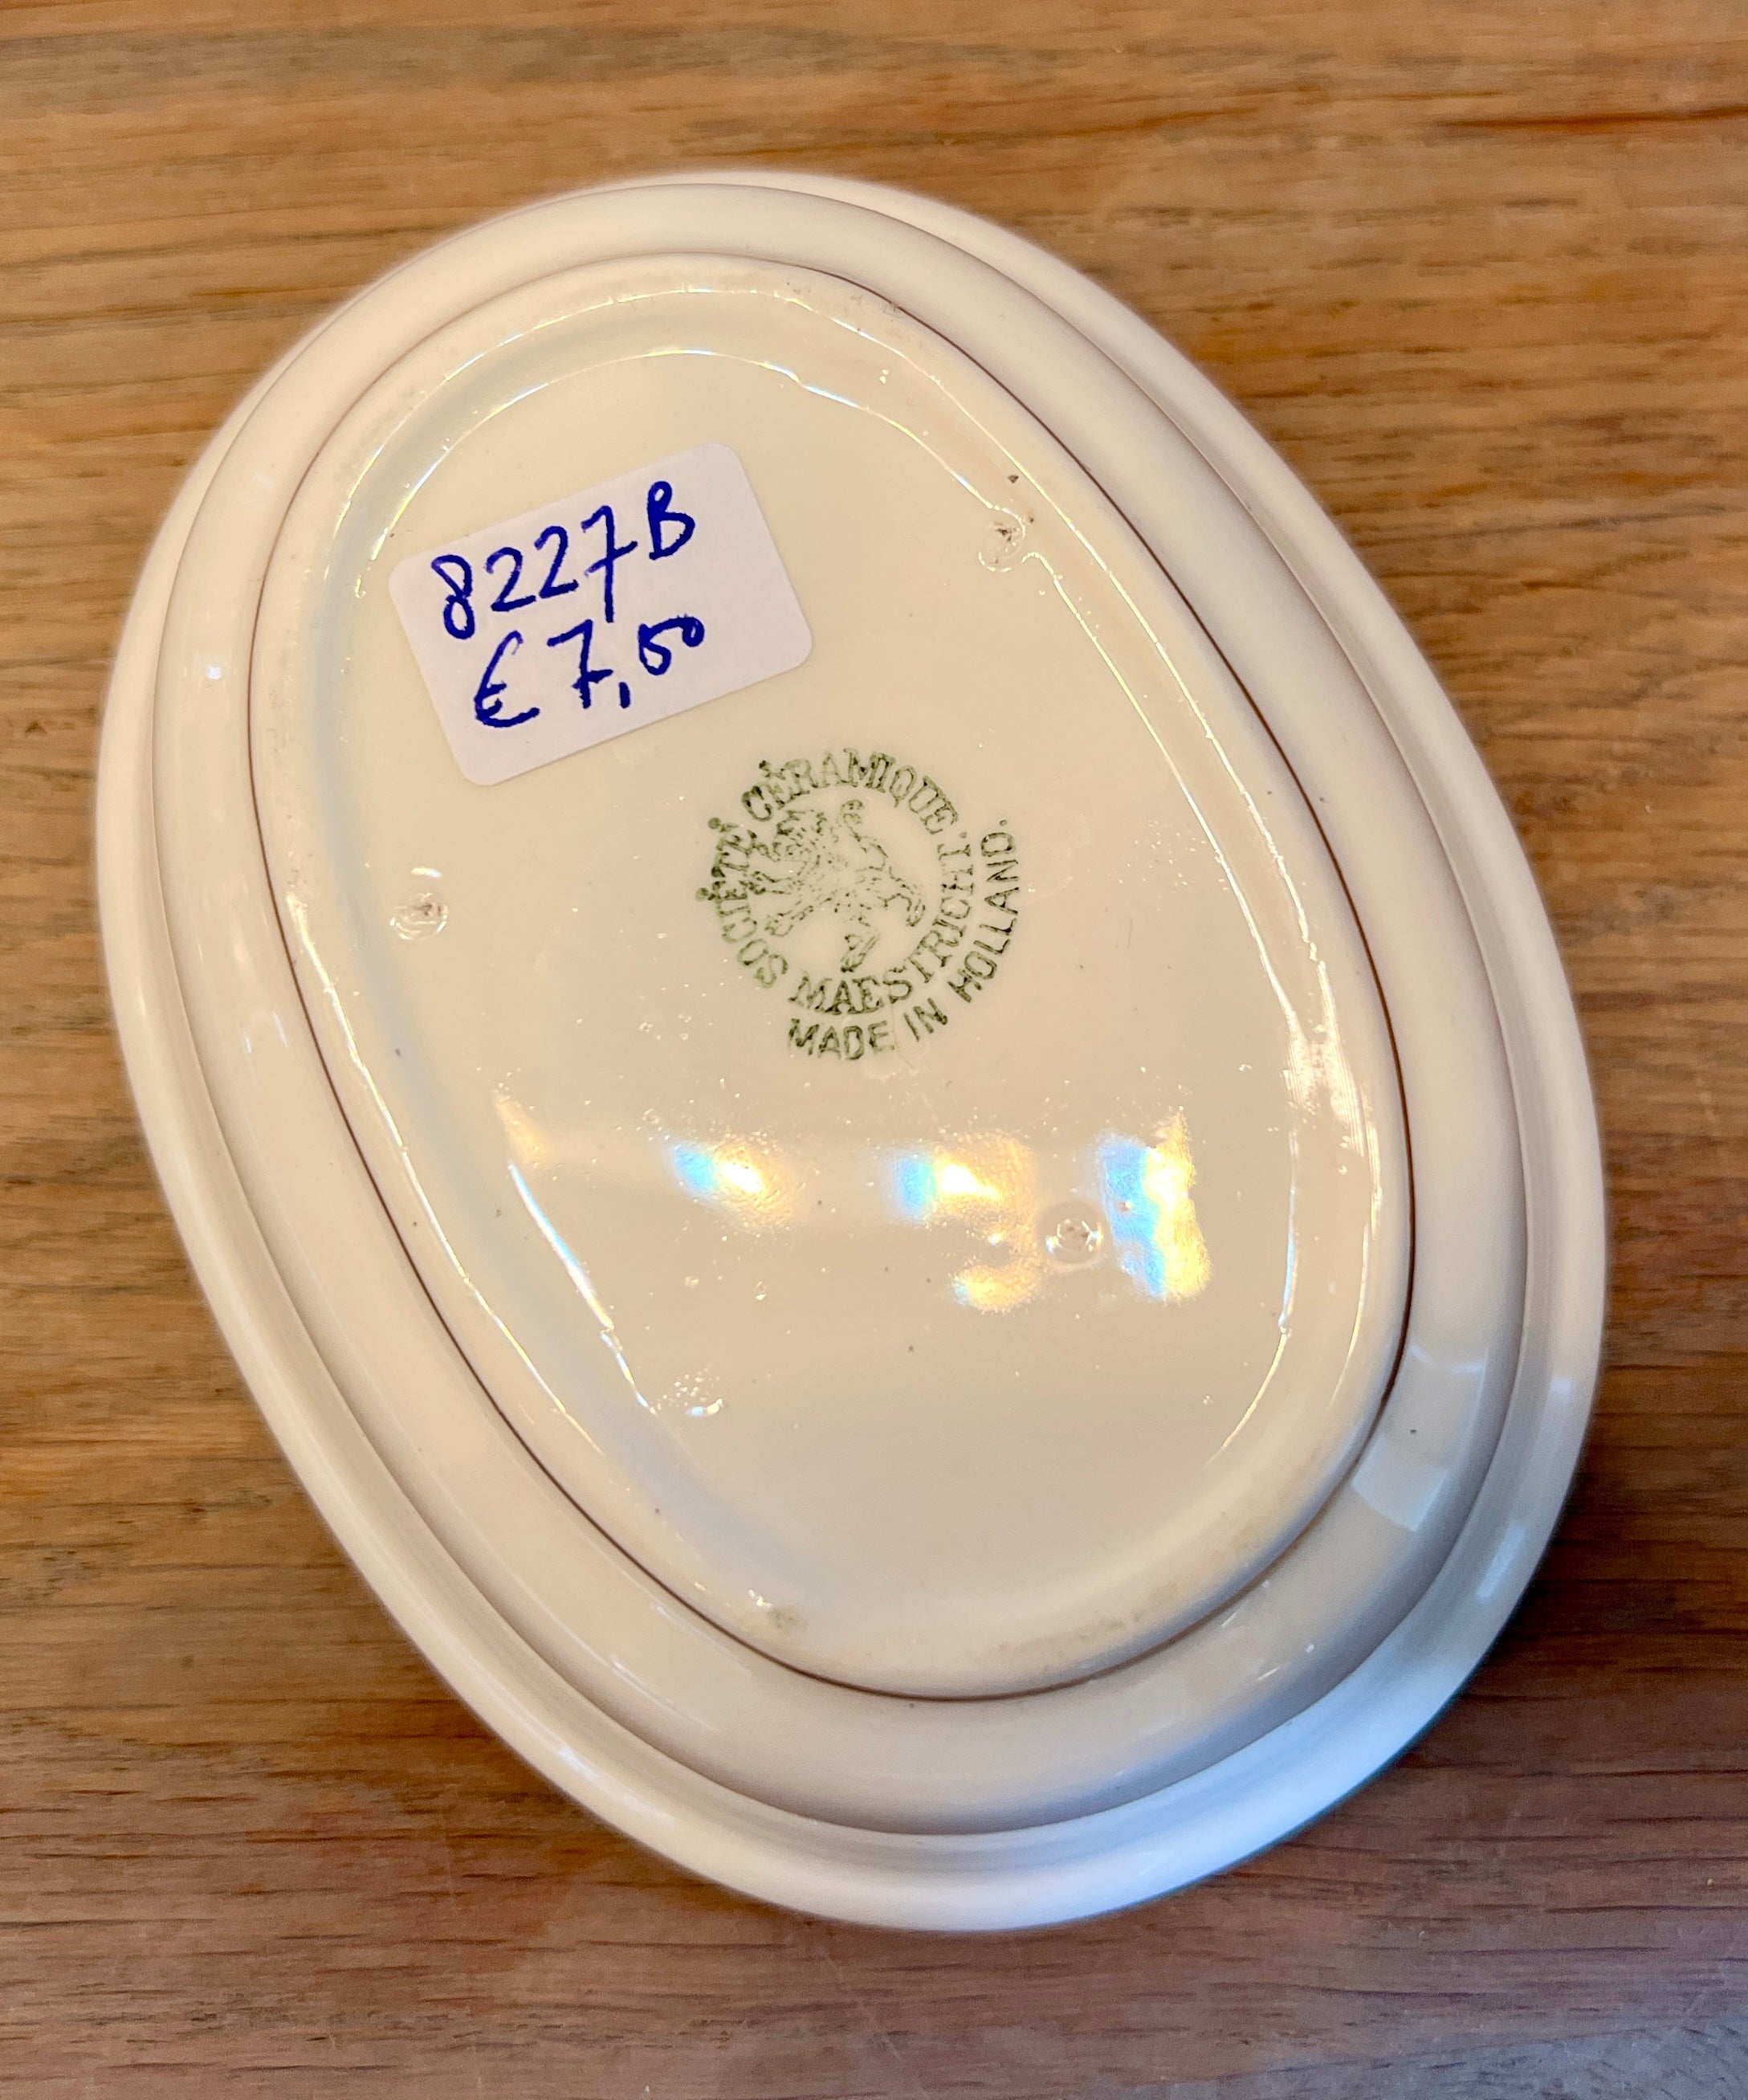 8227B
€ 7,50
SOCIÉTÉ CÉRAMIQUE.
MAESTRICHT.
MADE IN HOLLAND.